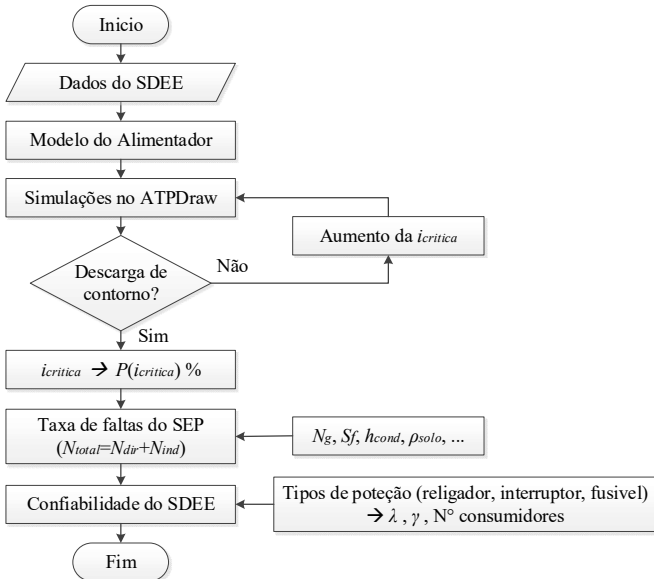 Inicio
Dados do SDEE
Modelo do Alimentador
Simulações no ATPDraw
Aumento da icritica
Descarga de
contorno?
Não
Sim
icritica → P(icritica) %
Taxa de faltas do SEP
(Ntotal=Ndir+Nind)
Ng, Sf, hcond, ρsolo, ...
Confiabilidade do SDEE
Tipos de poteção (religador, interruptor, fusivel)
→ λ , γ , N° consumidores
Fim